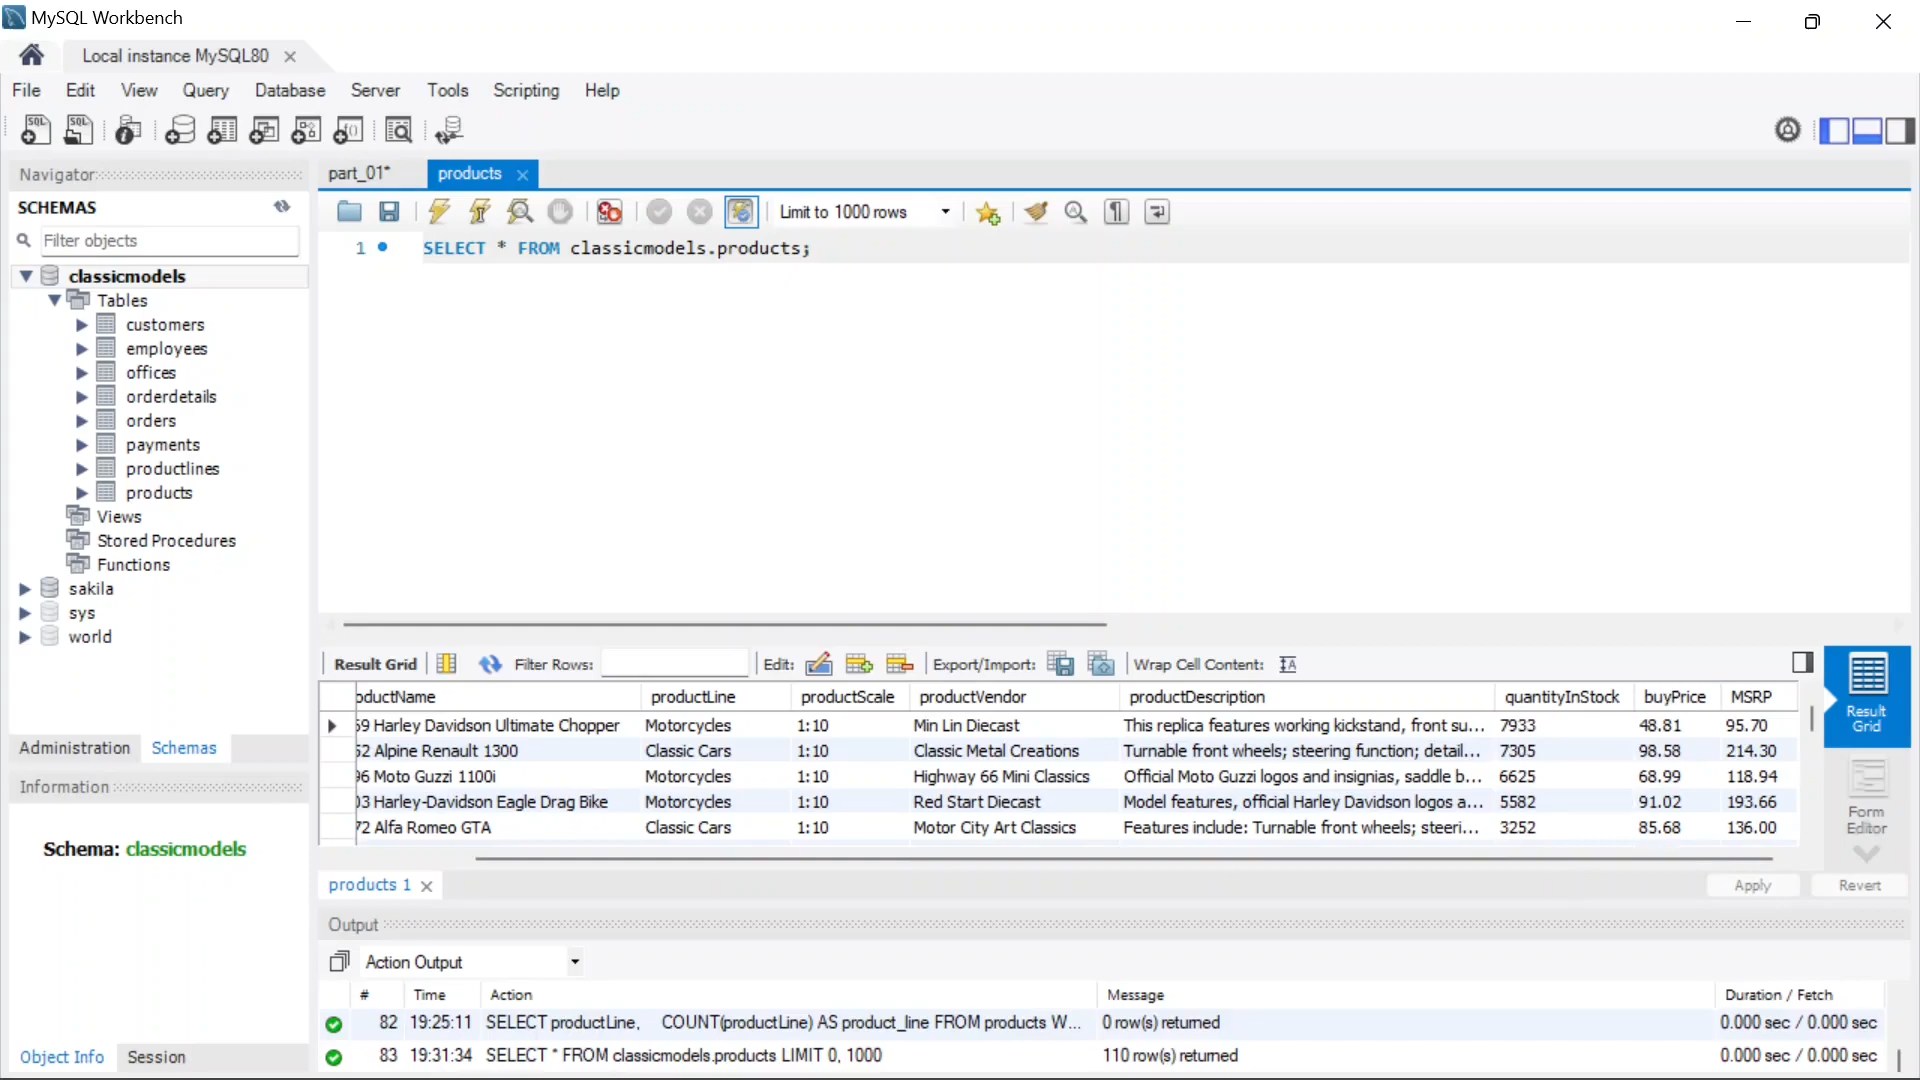 MySQL Workbench
Local instance MySQL80
File Edit View Query Database Server Tools Scripting Help
Navigator
SCHEMAS
Filter objects
classicmodels
Tables
customers
employees
offices
orderdetails
orders
payments
productlines
products
Views
Stored Procedures
Functions
sakila
sys
world
Administration Schemas
Information
Schema: classicmodels
Object Info Session
part_01* products
Limit to 1000 rows
1 SELECT * FROM classicmodels.products;
Result Grid Filter Rows: Edit: Export/Import: Wrap Cell Content:
ductName productLine productScale productVendor productDescription quantityInStock buyPrice MSRP
Harley Davidson Ultimate Chopper Motorcycles 1:10 Min Lin Diecast This replica features working kickstand, front su... 7933 48.81 95.70
52 Alpine Renault 1300 Classic Cars 1:10 Classic Metal Creations Turnable front wheels; steering function; detail... 7305 98.58 214.30
96 Moto Guzzi 1100i Motorcycles 1:10 Highway 66 Mini Classics Official Moto Guzzi logos and insignias, saddle b... 6625 68.99 118.94
03 Harley-Davidson Eagle Drag Bike Motorcycles 1:10 Red Start Diecast Model features, official Harley Davidson logos a... 5582 91.02 193.66
72 Alfa Romeo GTA Classic Cars 1:10 Motor City Art Classics Features include: Turnable front wheels; steeri... 3252 85.68 136.00
Result
Grid
Form
Editor
products 1
Apply Revert
Output
Action Output
# Time Action Message Duration / Fetch
82 19:25:11 SELECT productLine, COUNT(productLine) AS product_line FROM products W... 0 row(s) returned 0.000 sec / 0.000 sec
83 19:31:34 SELECT * FROM classicmodels.products LIMIT 0, 1000 110 row(s) returned 0.000 sec / 0.000 sec